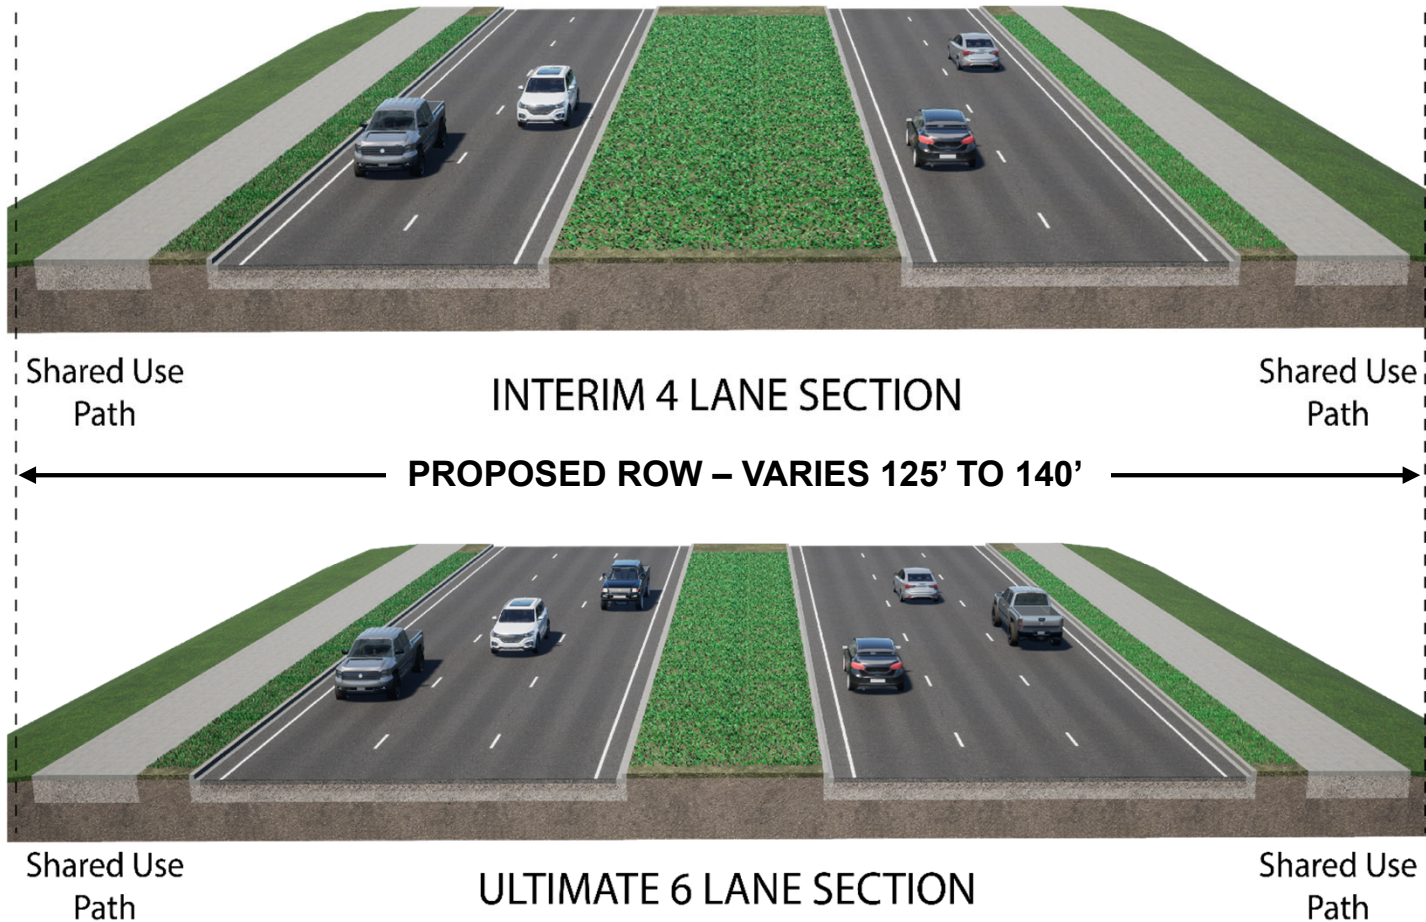 Shared Use
Path
INTERIM 4 LANE SECTION
Shared Use
Path
PROPOSED ROW – VARIES 125’ TO 140’
Shared Use
Path
ULTIMATE 6 LANE SECTION
Shared Use
Path